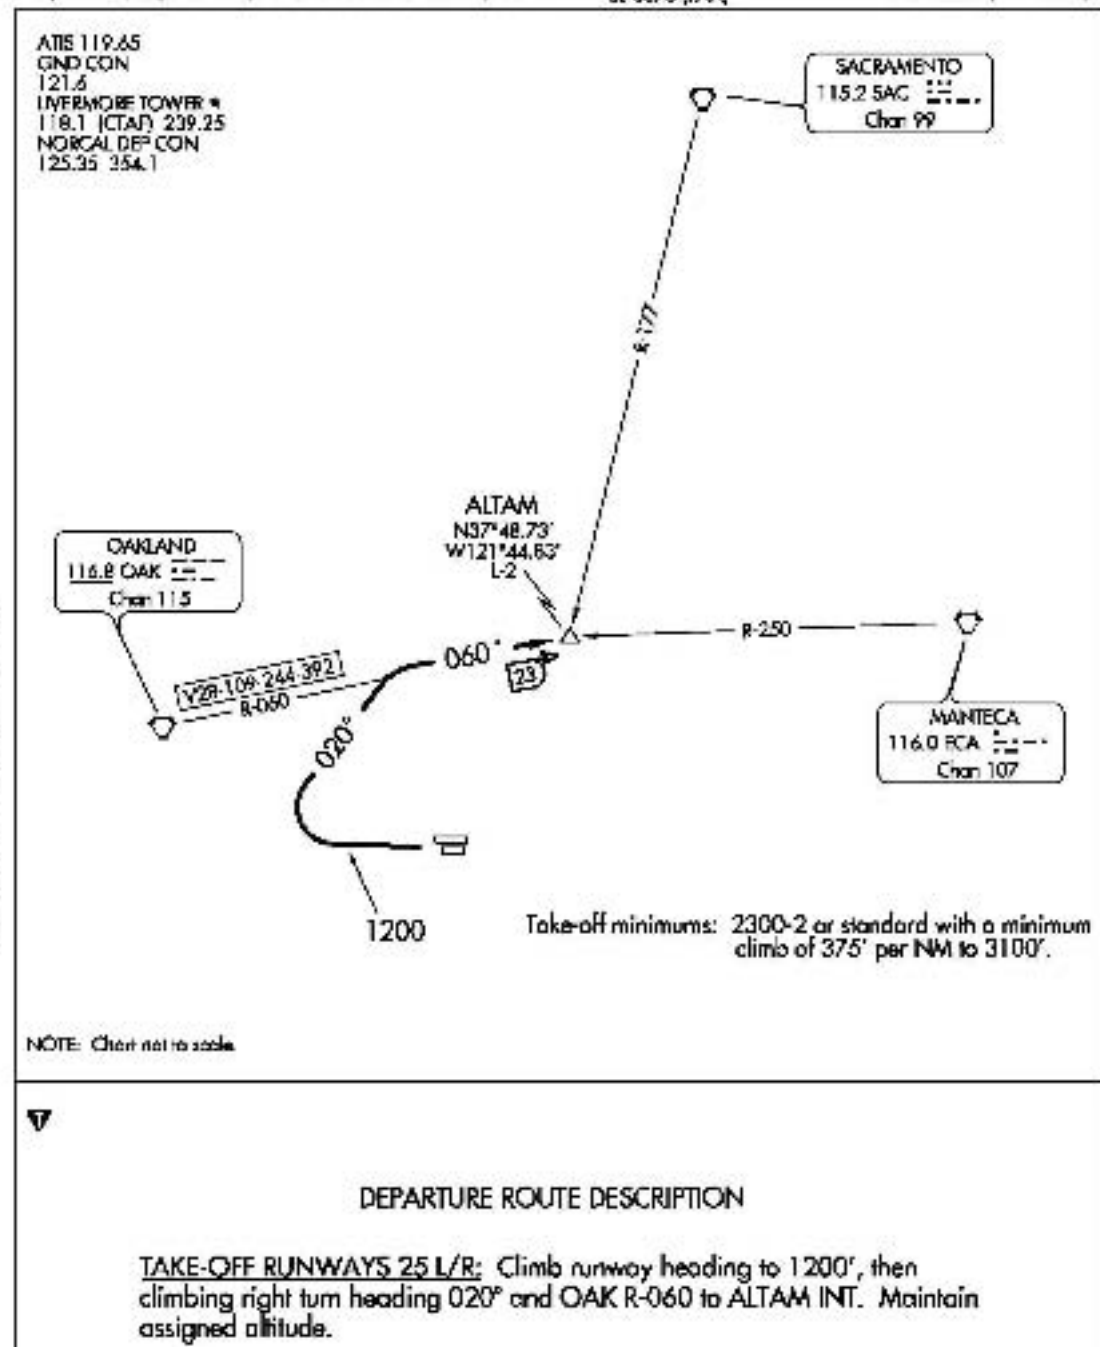 ATIS 119.65
GND CON
121.6
LIVERMORE TOWER ★
118.1 (CTAF) 239.25
NORCAL DEP CON
125.35 354.1
SACRAMENTO
115.2 SAC
Chan 99
R-177
ALTAM
N37°48.73'
W121°44.83'
L-2
OAKLAND
116.8 OAK
Chan 115
V28-109-244-392
R-060
060°
23
R-250
020°
MANTECA
116.0 ECA
Chan 107
1200
Take-off minimums: 2300-2 or standard with a minimum
climb of 375' per NM to 3100'.
NOTE: Chart not to scale.
T
DEPARTURE ROUTE DESCRIPTION
TAKE-OFF RUNWAYS 25 L/R: Climb runway heading to 1200', then
climbing right turn heading 020° and OAK R-060 to ALTAM INT. Maintain
assigned altitude.